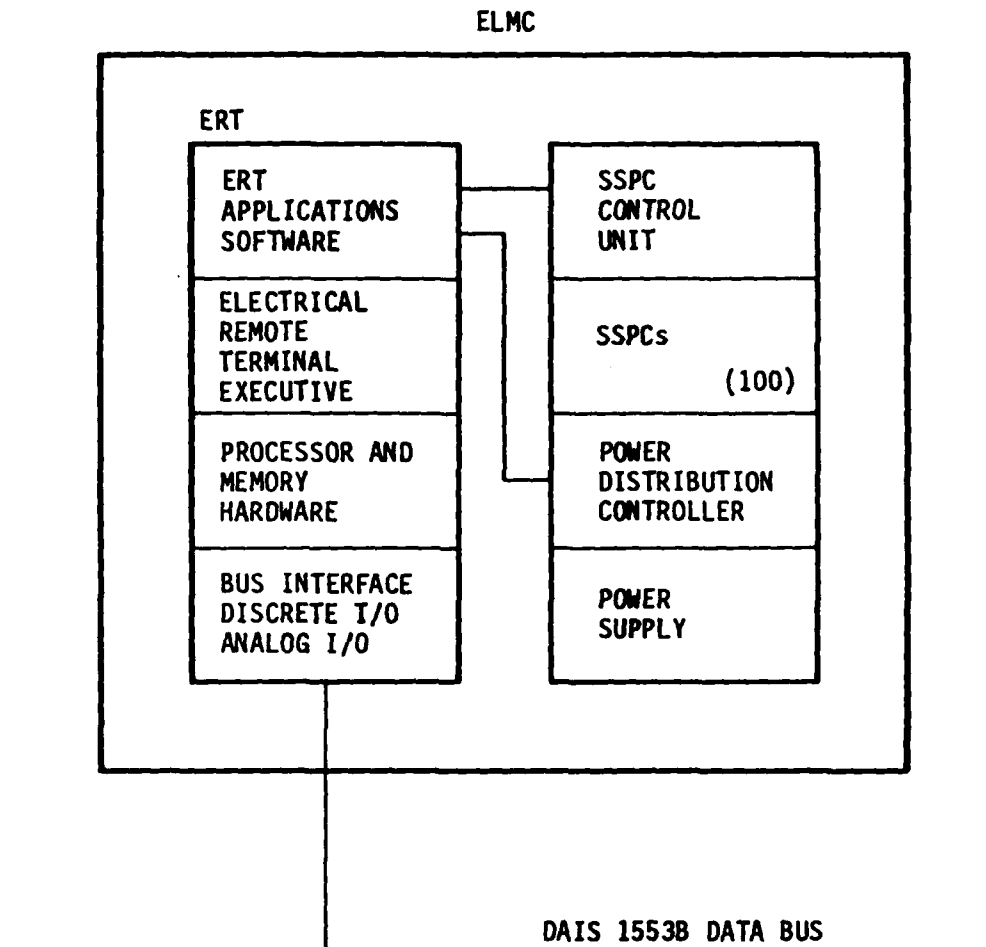 ELMC
ERT
ERT
APPLICATIONS
SOFTWARE
ELECTRICAL
REMOTE
TERMINAL
EXECUTIVE
PROCESSOR AND
MEMORY
HARDWARE
BUS INTERFACE
DISCRETE I/O
ANALOG I/O
SSPC
CONTROL
UNIT
SSPCs
(100)
POWER
DISTRIBUTION
CONTROLLER
POWER
SUPPLY
DAIS 1553B DATA BUS